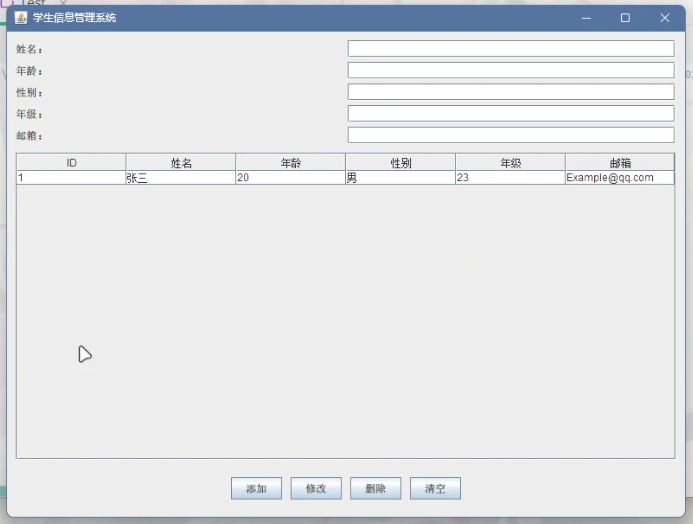 Test
学生信息管理系统
姓名：
年龄：
性别：
年级：
邮箱：
ID 姓名 年龄 性别 年级 邮箱
1 张三 20 男 23 Example@qq.com
添加 修改 删除 清空